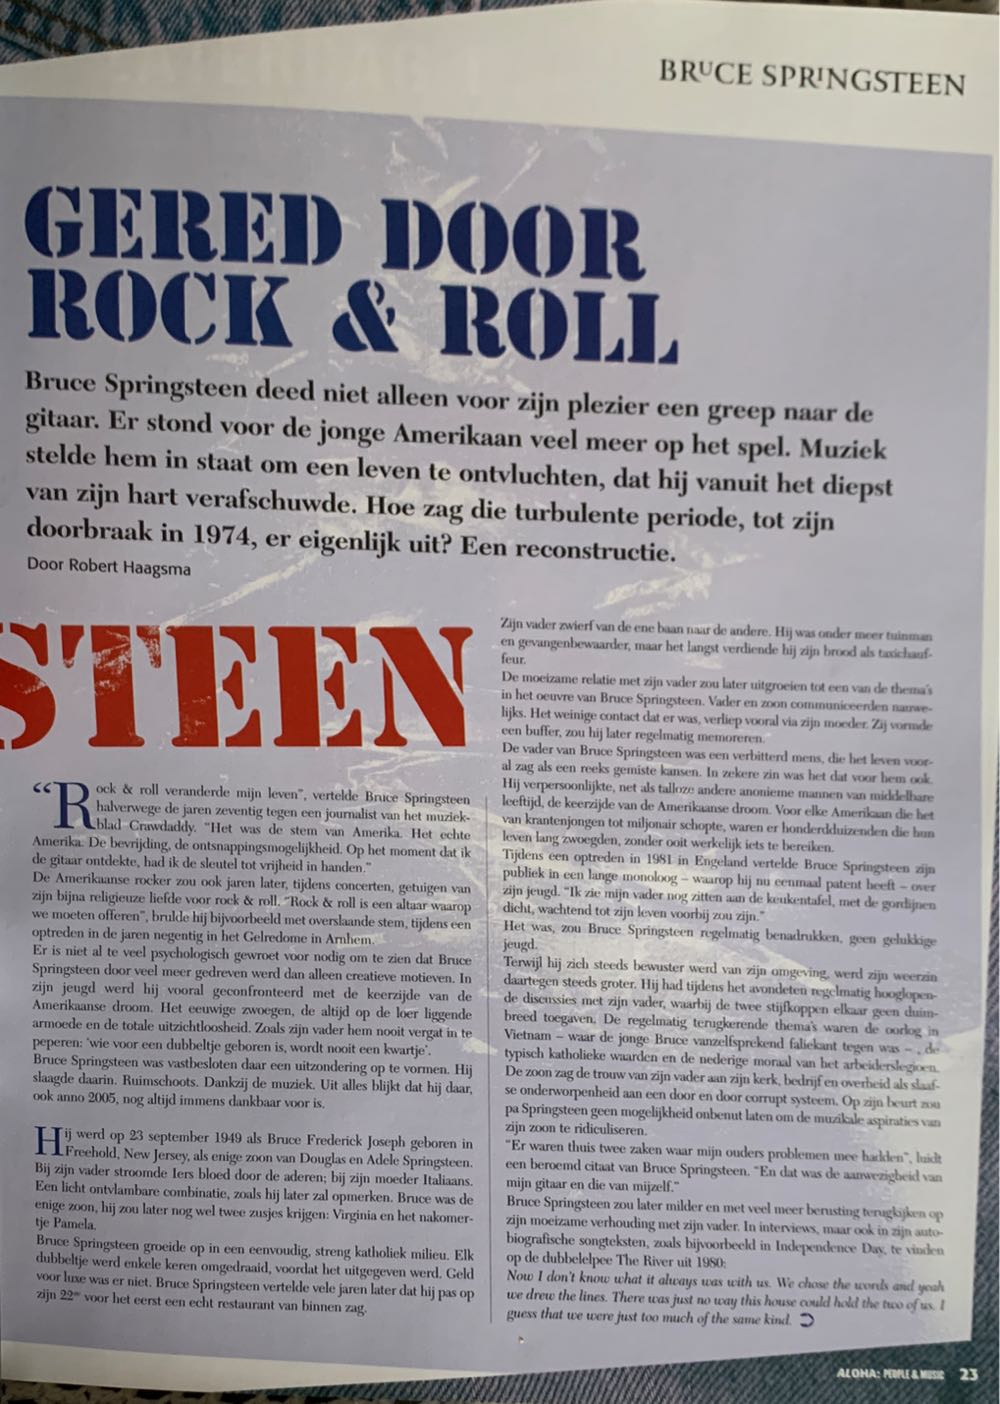 BRUCE SPRINGSTEEN
GERED DOOR
ROCK & ROLL
Bruce Springsteen deed niet alleen voor zijn plezier een greep naar de
gitaar. Er stond voor de jonge Amerikaan veel meer op het spel. Muziek
stelde hem in staat om een leven te ontvluchten, dat hij vanuit het diepst
van zijn hart verafschuwde. Hoe zag die turbulente periode, tot zijn
doorbraak in 1974, er eigenlijk uit? Een reconstructie.
Door Robert Haagsma
STEEN
“Rock & roll veranderde mijn leven”, vertelde Bruce Springsteen
halverwege de jaren zeventig tegen een journalist van het muziek-
blad Crawdaddy. “Het was de stem van Amerika. Het echte
Amerika. De bevrijding, de ontsnappingsmogelijkheid. Op het moment dat ik
de gitaar ontdekte, had ik de sleutel tot vrijheid in handen.”
De Amerikaanse rocker zou ook jaren later, tijdens concerten, getuigen van
zijn bijna religieuze liefde voor rock & roll. “Rock & roll is een altaar waarop
we moeten offeren”, brulde hij bijvoorbeeld met overslaande stem, tijdens een
optreden in de jaren negentig in het Gelredome in Arnhem.
Er is niet al te veel psychologisch gewroet voor nodig om te zien dat Bruce
Springsteen door veel meer gedreven werd dan alleen creatieve motieven. In
zijn jeugd werd hij vooral geconfronteerd met de keerzijde van de
Amerikaanse droom. Het eeuwige zwoegen, de altijd op de loer liggende
armoede en de totale uitzichtloosheid. Zoals zijn vader hem nooit vergat in te
peperen: ‘wie voor een dubbeltje geboren is, wordt nooit een kwartje’.
Bruce Springsteen was vastbesloten daar een uitzondering op te vormen. Hij
slaagde daarin. Ruimschoots. Dankzij de muziek. Uit alles blijkt dat hij daar,
ook anno 2005, nog altijd immens dankbaar voor is.
Hij werd op 23 september 1949 als Bruce Frederick Joseph geboren in
Freehold, New Jersey, als enige zoon van Douglas en Adele Springsteen.
Bij zijn vader stroomde Iers bloed door de aderen; bij zijn moeder Italiaans.
Een licht ontvlambare combinatie, zoals hij later zal opmerken. Bruce was de
enige zoon, hij zou later nog wel twee zusjes krijgen: Virginia en het nakomer-
tje Pamela.
Bruce Springsteen groeide op in een eenvoudig, streng katholiek milieu. Elk
dubbeltje werd enkele keren omgedraaid, voordat het uitgegeven werd. Geld
voor luxe was er niet. Bruce Springsteen vertelde vele jaren later dat hij pas op
zijn 22ste voor het eerst een echt restaurant van binnen zag.
Zijn vader zwierf van de ene baan naar de andere. Hij was onder meer tuinman
en gevangenbewaarder, maar het langst verdiende hij zijn brood als taxichauf-
feur.
De moeizame relatie met zijn vader zou later uitgroeien tot een van de thema's
in het oeuvre van Bruce Springsteen. Vader en zoon communiceerden nauwe-
lijks. Het weinige contact dat er was, verliep vooral via zijn moeder. Zij vormde
een buffer, zou hij later regelmatig memoreren.
De vader van Bruce Springsteen was een verbitterd mens, die het leven voor-
al zag als een reeks gemiste kansen. In zekere zin was het dat voor hem ook.
Hij verpersoonlijkte, net als talloze andere anonieme mannen van middelbare
leeftijd, de keerzijde van de Amerikaanse droom. Voor elke Amerikaan die het
van krantenjongen tot miljonair schopte, waren er honderdduizenden die hun
leven lang zwoegden, zonder ooit werkelijk iets te bereiken.
Tijdens een optreden in 1981 in Engeland vertelde Bruce Springsteen zijn
publiek in een lange monoloog – waarop hij nu eenmaal patent heeft – over
zijn jeugd. “Ik zie mijn vader nog zitten aan de keukentafel, met de gordijnen
dicht, wachtend tot zijn leven voorbij zou zijn.”
Het was, zou Bruce Springsteen regelmatig benadrukken, geen gelukkige
jeugd.
Terwijl hij zich steeds bewuster werd van zijn omgeving, werd zijn weerzin
daartegen steeds groter. Hij had tijdens het avondeten regelmatig hooglopen-
de discussies met zijn vader, waarbij de twee stijfkoppen elkaar geen duim-
breed toegaven. De regelmatig terugkerende thema's waren de oorlog in
Vietnam – waar de jonge Bruce vanzelfsprekend faliekant tegen was – , de
typisch katholieke waarden en de nederige moraal van het arbeiderslegioen.
De zoon zag de trouw van zijn vader aan zijn kerk, bedrijf en overheid als slaaf-
se onderworpenheid aan een door en door corrupt systeem. Op zijn beurt zou
pa Springsteen geen mogelijkheid onbenut laten om de muzikale aspiraties van
zijn zoon te ridiculiseren.
“Er waren thuis twee zaken waar mijn ouders problemen mee hadden”, luidt
een beroemd citaat van Bruce Springsteen. “En dat was de aanwezigheid van
mijn gitaar en die van mijzelf.”
Bruce Springsteen zou later milder en met veel meer berusting terugkijken op
zijn moeizame verhouding met zijn vader. In interviews, maar ook in zijn auto-
biografische songteksten, zoals bijvoorbeeld in Independence Day, te vinden
op de dubbelelpee The River uit 1980:
Now I don't know what it always was with us. We chose the words and yeah
we drew the lines. There was just no way this house could hold the two of us. I
guess that we were just too much of the same kind.
ALOHA: PEOPLE & MUSIC 23